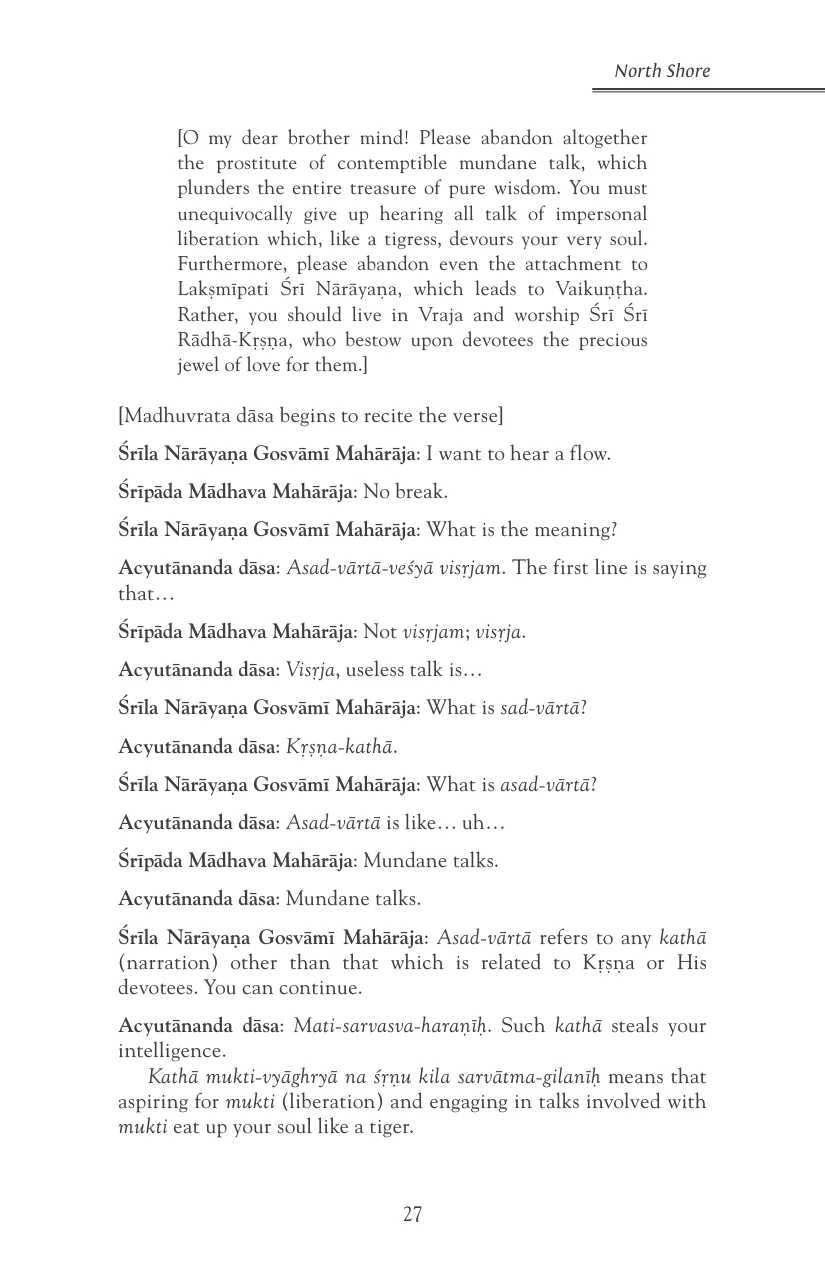 North Shore
[O my dear brother mind! Please abandon altogether
the prostitute of contemptible mundane talk, which
plunders the entire treasure of pure wisdom. You must
unequivocally give up hearing all talk of impersonal
liberation which, like a tigress, devours your very soul.
Furthermore, please abandon even the attachment to
Lakṣmīpati Śrī Nārāyaṇa, which leads to Vaikuṇṭha.
Rather, you should live in Vraja and worship Śrī Śrī
Rādhā-Kṛṣṇa, who bestow upon devotees the precious
jewel of love for them.]
[Madhuvrata dāsa begins to recite the verse]
Śrīla Nārāyaṇa Gosvāmī Mahārāja: I want to hear a flow.
Śrīpāda Mādhava Mahārāja: No break.
Śrīla Nārāyaṇa Gosvāmī Mahārāja: What is the meaning?
Acyutānanda dāsa: Asad-vārtā-veśyā visṛjam. The first line is saying
that…
Śrīpāda Mādhava Mahārāja: Not visṛjam; visṛja.
Acyutānanda dāsa: Visṛja, useless talk is…
Śrīla Nārāyaṇa Gosvāmī Mahārāja: What is sad-vārtā?
Acyutānanda dāsa: Kṛṣṇa-kathā.
Śrīla Nārāyaṇa Gosvāmī Mahārāja: What is asad-vārtā?
Acyutānanda dāsa: Asad-vārtā is like… uh…
Śrīpāda Mādhava Mahārāja: Mundane talks.
Acyutānanda dāsa: Mundane talks.
Śrīla Nārāyaṇa Gosvāmī Mahārāja: Asad-vārtā refers to any kathā
(narration) other than that which is related to Kṛṣṇa or His
devotees. You can continue.
Acyutānanda dāsa: Mati-sarvasva-haraṇīḥ. Such kathā steals your
intelligence.
Kathā mukti-vyāghryā na śṛṇu kila sarvātma-gilanīḥ means that
aspiring for mukti (liberation) and engaging in talks involved with
mukti eat up your soul like a tiger.
27